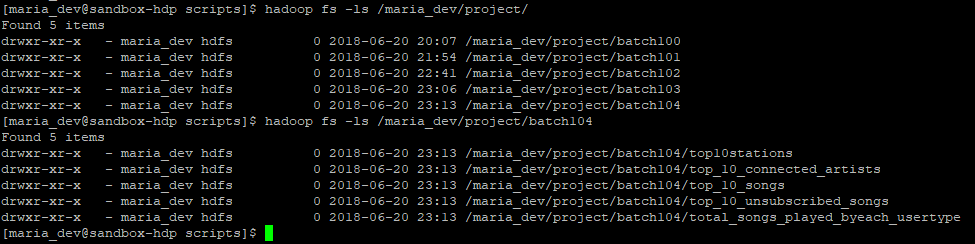 [maria_dev@sandbox-hdp scripts]$ hadoop fs -ls /maria_dev/project/
Found 5 items
drwxr-xr-x   - maria_dev hdfs          0 2018-06-20 20:07 /maria_dev/project/batch100
drwxr-xr-x   - maria_dev hdfs          0 2018-06-20 21:54 /maria_dev/project/batch101
drwxr-xr-x   - maria_dev hdfs          0 2018-06-20 22:41 /maria_dev/project/batch102
drwxr-xr-x   - maria_dev hdfs          0 2018-06-20 23:06 /maria_dev/project/batch103
drwxr-xr-x   - maria_dev hdfs          0 2018-06-20 23:13 /maria_dev/project/batch104
[maria_dev@sandbox-hdp scripts]$ hadoop fs -ls /maria_dev/project/batch104
Found 5 items
drwxr-xr-x   - maria_dev hdfs          0 2018-06-20 23:13 /maria_dev/project/batch104/top10stations
drwxr-xr-x   - maria_dev hdfs          0 2018-06-20 23:13 /maria_dev/project/batch104/top_10_connected_artists
drwxr-xr-x   - maria_dev hdfs          0 2018-06-20 23:13 /maria_dev/project/batch104/top_10_songs
drwxr-xr-x   - maria_dev hdfs          0 2018-06-20 23:13 /maria_dev/project/batch104/top_10_unsubscribed_songs
drwxr-xr-x   - maria_dev hdfs          0 2018-06-20 23:13 /maria_dev/project/batch104/total_songs_played_byeach_usertype
[maria_dev@sandbox-hdp scripts]$